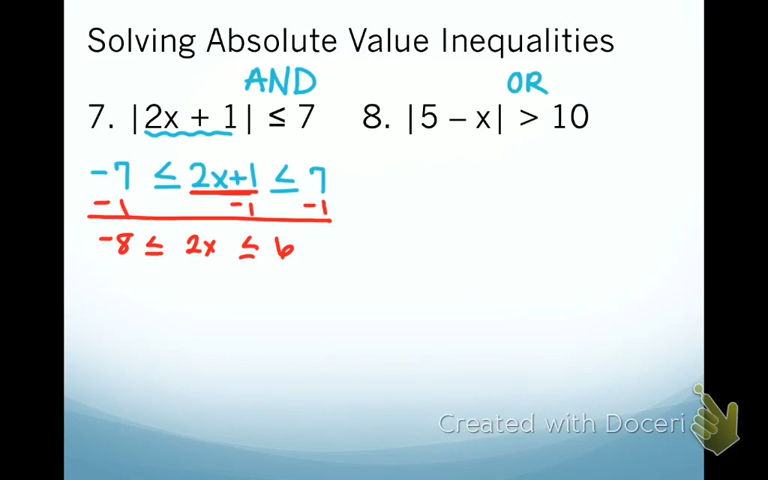 Solving Absolute Value Inequalities
AND OR
7. |2x + 1| ≤ 7 8. |5 – x| > 10
-7 ≤ 2x+1 ≤ 7
-1 -1 -1
-8 ≤ 2x ≤ 6
Created with Doceri